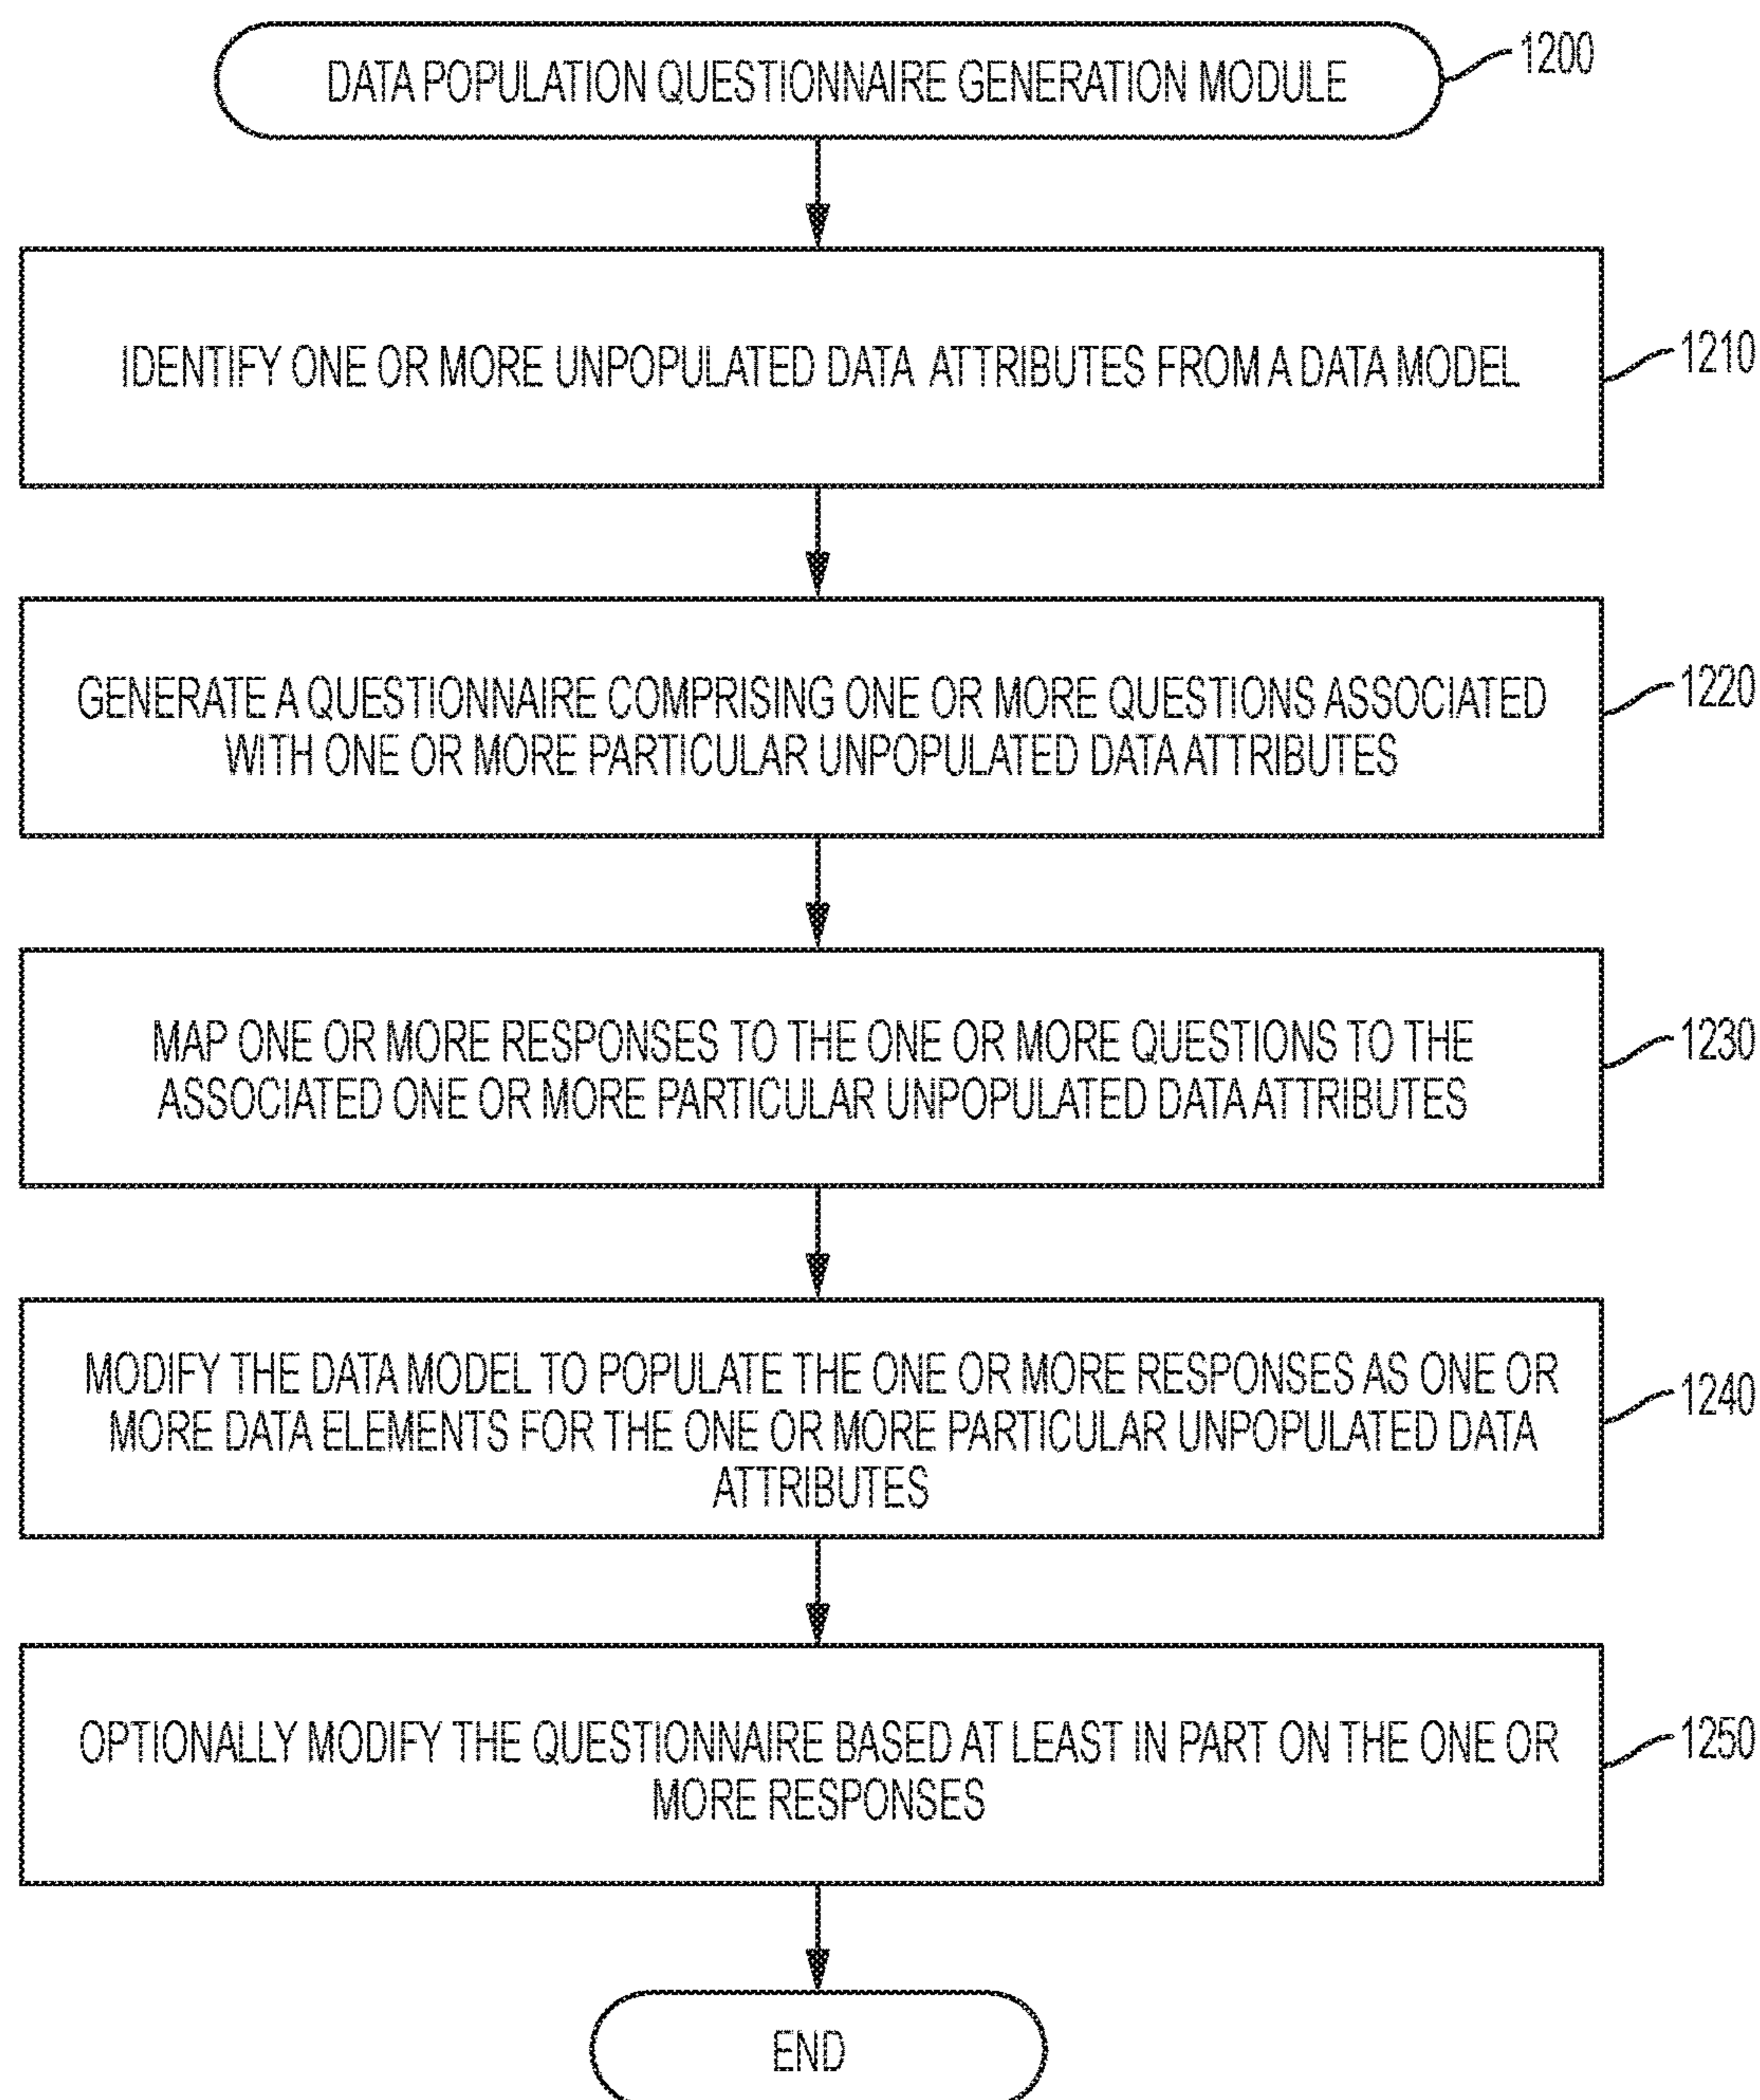 DATA POPULATION QUESTIONNAIRE GENERATION MODULE
1200
IDENTIFY ONE OR MORE UNPOPULATED DATA ATTRIBUTES FROM A DATA MODEL
1210
GENERATE A QUESTIONNAIRE COMPRISING ONE OR MORE QUESTIONS ASSOCIATED
WITH ONE OR MORE PARTICULAR UNPOPULATED DATA ATTRIBUTES
1220
MAP ONE OR MORE RESPONSES TO THE ONE OR MORE QUESTIONS TO THE
ASSOCIATED ONE OR MORE PARTICULAR UNPOPULATED DATA ATTRIBUTES
1230
MODIFY THE DATA MODEL TO POPULATE THE ONE OR MORE RESPONSES AS ONE OR
MORE DATA ELEMENTS FOR THE ONE OR MORE PARTICULAR UNPOPULATED DATA
ATTRIBUTES
1240
OPTIONALLY MODIFY THE QUESTIONNAIRE BASED AT LEAST IN PART ON THE ONE OR
MORE RESPONSES
1250
END